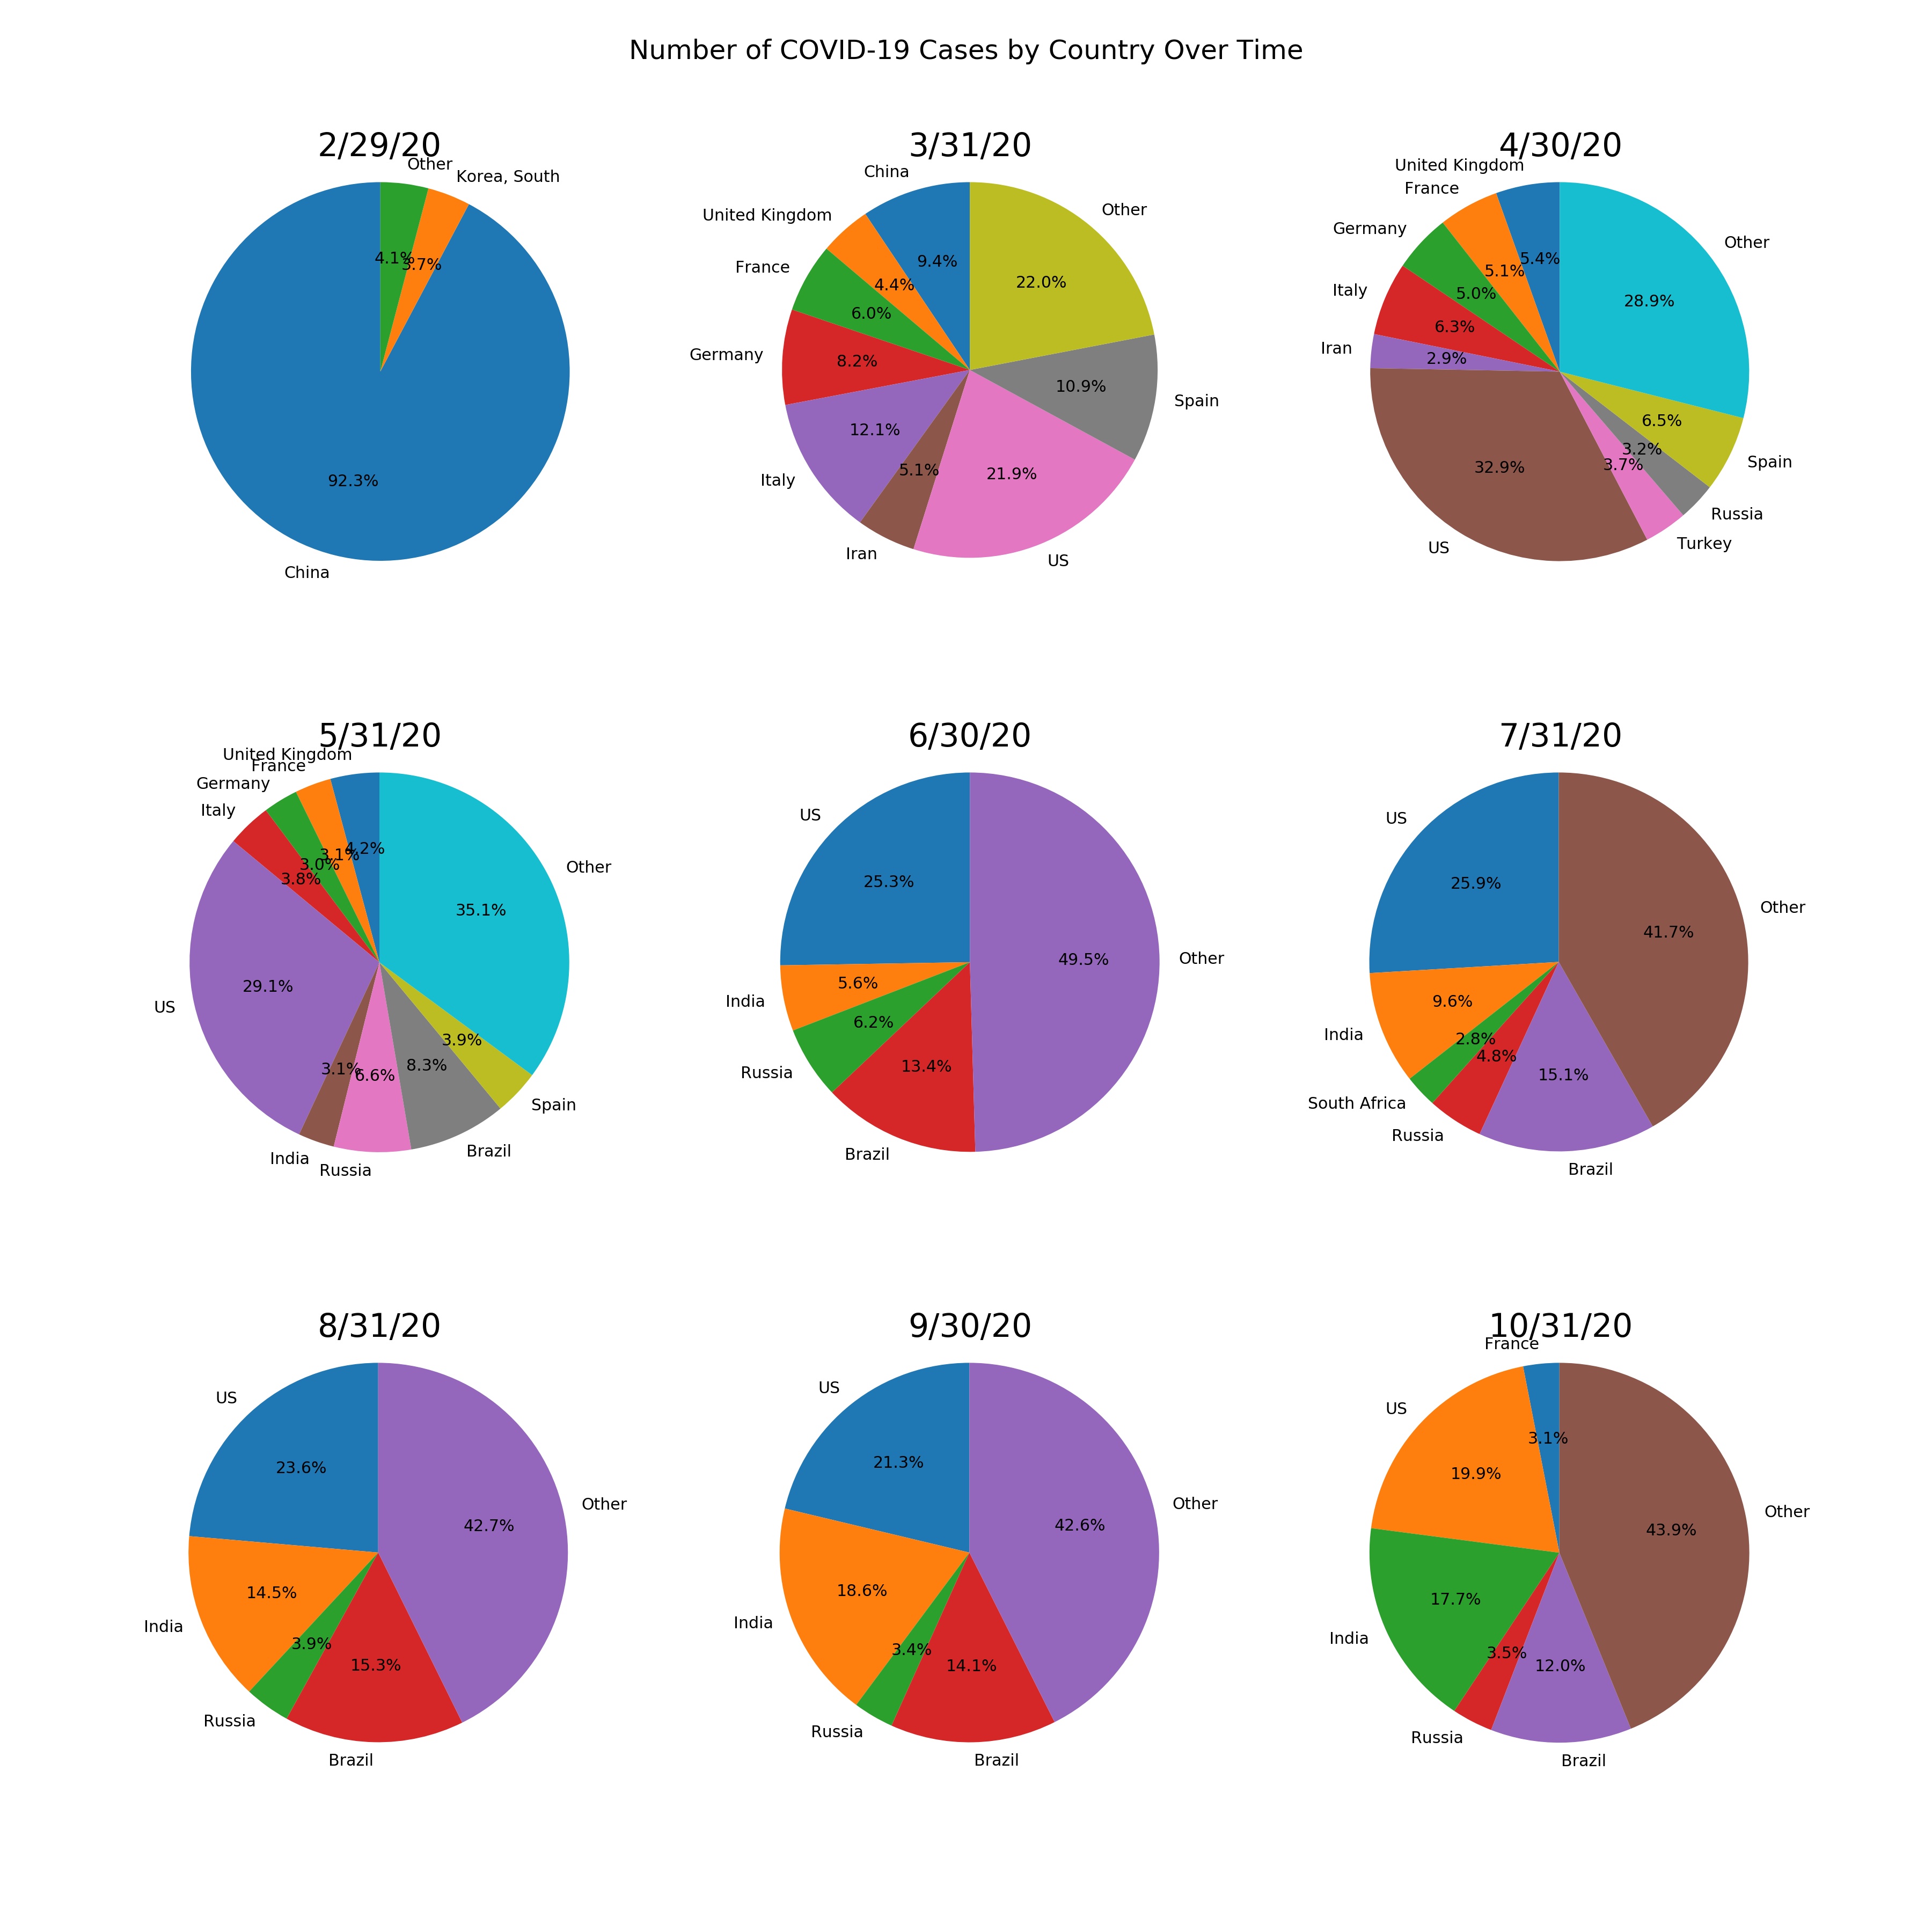 Number of COVID-19 Cases by Country Over Time
2/29/20
Other
Korea, South
4.1%
3.7%
92.3%
China
3/31/20
China
United Kingdom
Other
France
9.4%
4.4%
22.0%
6.0%
Germany
8.2%
10.9%
Spain
12.1%
5.1%
21.9%
Italy
Iran
US
4/30/20
United Kingdom
France
Germany
Other
5.4%
5.1%
5.0%
28.9%
Italy
6.3%
Iran
2.9%
6.5%
3.2%
3.7%
32.9%
Spain
Russia
US
Turkey
5/31/20
United Kingdom
France
Germany
Italy
4.2%
3.1%
3.0%
3.8%
Other
35.1%
29.1%
US
3.9%
8.3%
3.1%
6.6%
Spain
Brazil
India
Russia
6/30/20
US
25.3%
49.5%
Other
5.6%
India
6.2%
13.4%
Russia
Brazil
7/31/20
US
25.9%
Other
41.7%
9.6%
India
2.8%
4.8%
15.1%
South Africa
Russia
Brazil
8/31/20
US
23.6%
Other
42.7%
14.5%
India
3.9%
15.3%
Russia
Brazil
9/30/20
US
21.3%
Other
42.6%
18.6%
India
3.4%
14.1%
Russia
Brazil
10/31/20
France
US
3.1%
19.9%
Other
43.9%
17.7%
India
3.5%
12.0%
Russia
Brazil